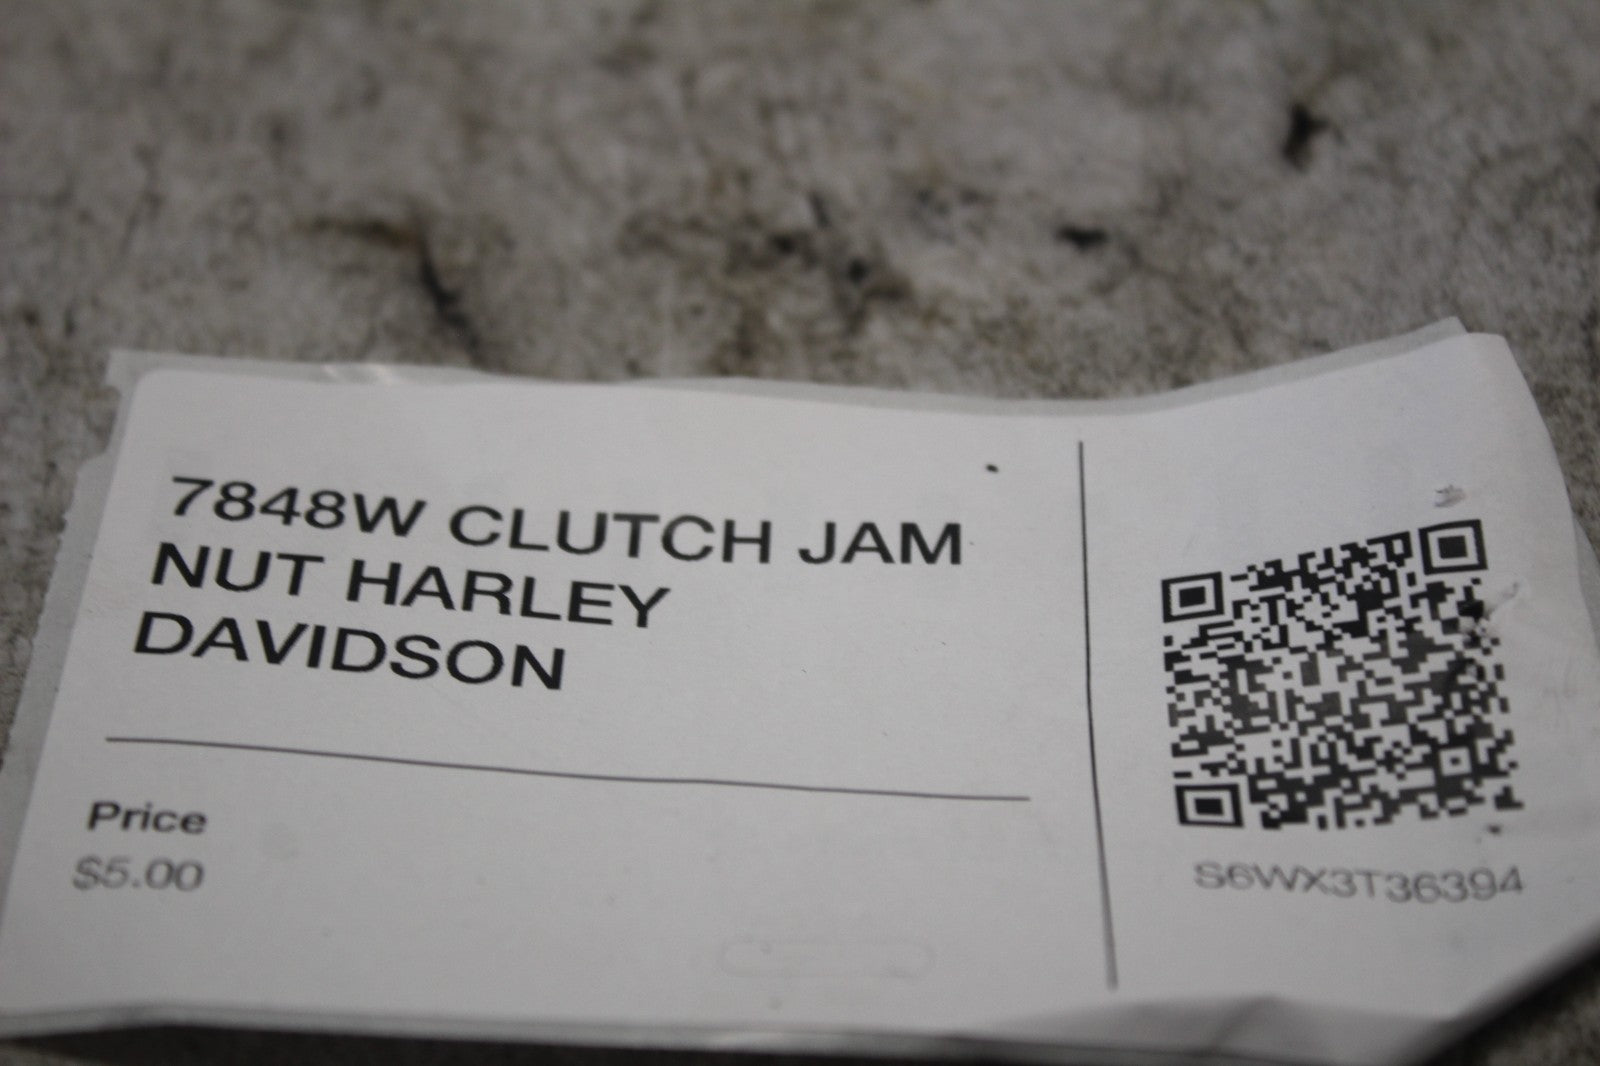 7848W CLUTCH JAM
NUT HARLEY
DAVIDSON
Price
$5.00
S6WX3T36394